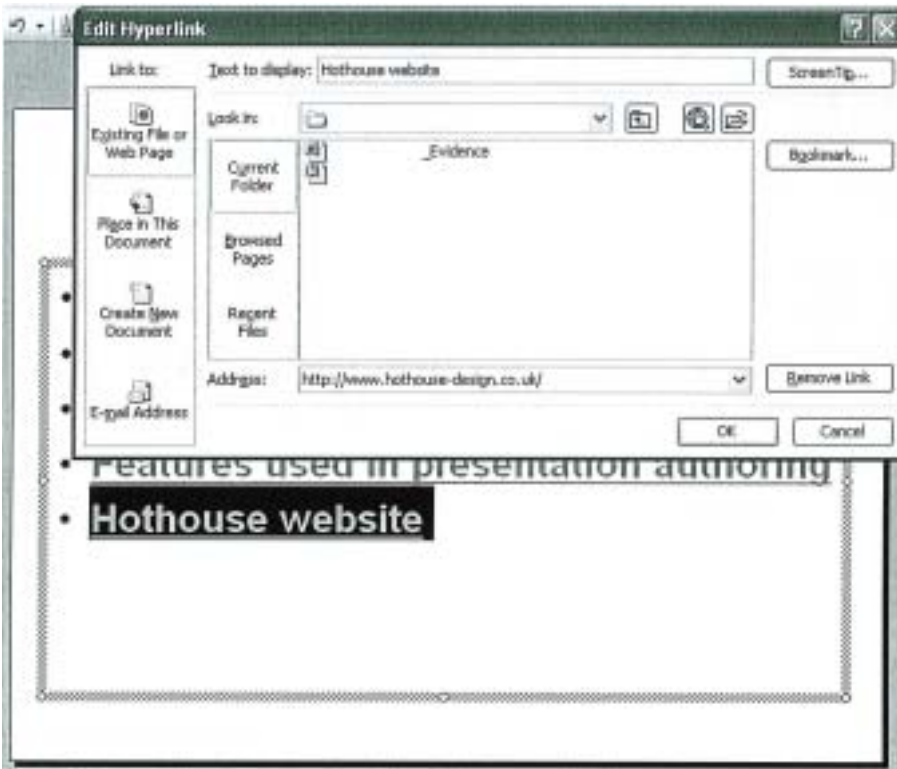 Edit Hyperlink
Link to:
Text to display: Hothouse website
ScreenTip...
Existing File or
Web Page
Look in:
Current
Folder
_Evidence
Bookmark...
Place in This
Document
Browsed
Pages
Create New
Document
Recent
Files
E-mail Address
Address: http://www.hothouse-design.co.uk/
Remove Link
OK
Cancel
Features used in presentation authoring
Hothouse website